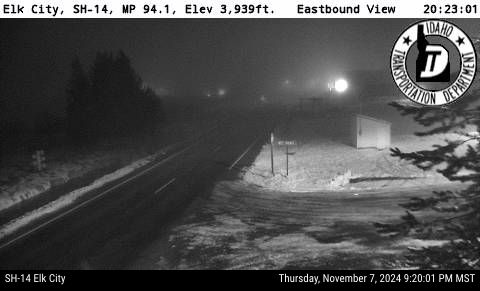 Elk City, SH-14, MP 94.1, Elev 3,939ft. Eastbound View 20:23:01
IDAHO
TRANSPORTATION DEPARTMENT
SH-14 Elk City Thursday, November 7, 2024 9:20:01 PM MST